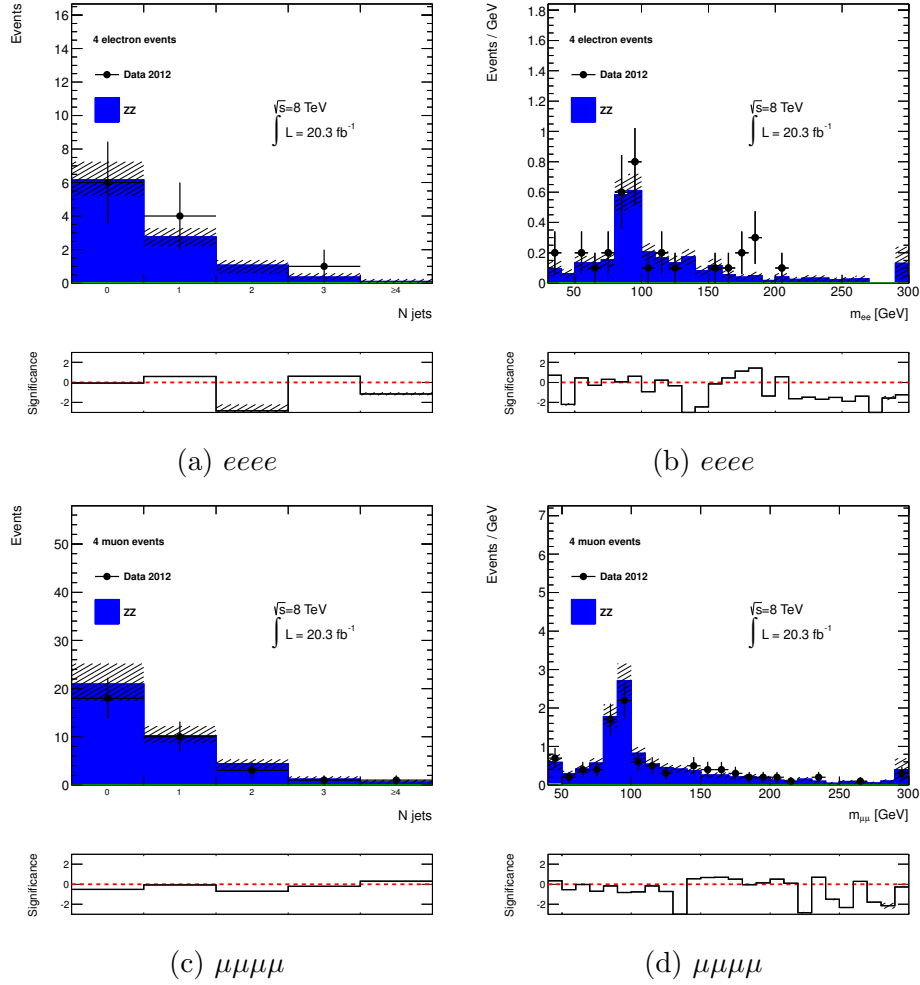 Events
16
14
12
10
8
6
4
2
0
4 electron events
Data 2012
ZZ
√s=8 TeV
∫ L = 20.3 fb⁻¹
0 1 2 3 ≥4
N jets
Significance
2
0
-2
(a) eeee
Events / GeV
1.8
1.6
1.4
1.2
1
0.8
0.6
0.4
0.2
0
4 electron events
Data 2012
ZZ
√s=8 TeV
∫ L = 20.3 fb⁻¹
50 100 150 200 250 300
m_ee [GeV]
Significance
2
0
-2
(b) eeee
Events
50
40
30
20
10
0
4 muon events
Data 2012
ZZ
√s=8 TeV
∫ L = 20.3 fb⁻¹
0 1 2 3 ≥4
N jets
Significance
2
0
-2
(c) μμμμ
Events / GeV
7
6
5
4
3
2
1
0
4 muon events
Data 2012
ZZ
√s=8 TeV
∫ L = 20.3 fb⁻¹
50 100 150 200 250 300
m_μμ [GeV]
Significance
2
0
-2
(d) μμμμ